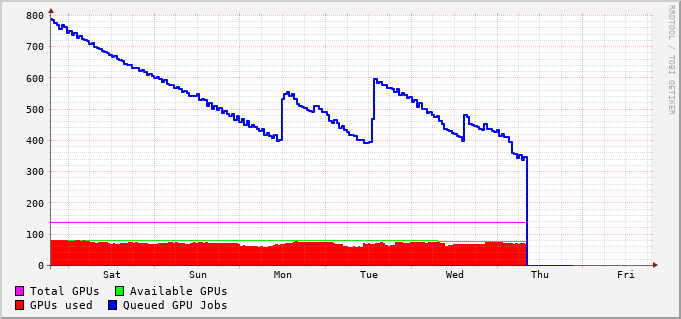 800
700
600
500
400
300
200
100
0
Sat Sun Mon Tue Wed Thu Fri
Total GPUs Available GPUs
GPUs used Queued GPU Jobs
RRDTOOL / TOBI OETIKER